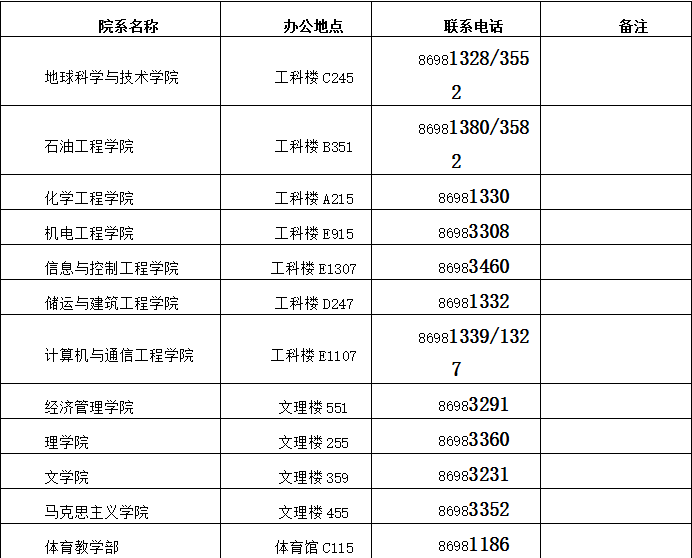 院系名称 办公地点 联系电话 备注
地球科学与技术学院 工科楼 C245 86981328/355
2
石油工程学院 工科楼 B351 86981380/358
2
化学工程学院 工科楼 A215 86981330
机电工程学院 工科楼 E915 86983308
信息与控制工程学院 工科楼 E1307 86983460
储运与建筑工程学院 工科楼 D247 86981332
计算机与通信工程学院 工科楼 E1107 86981339/132
7
经济管理学院 文理楼 551 86983291
理学院 文理楼 255 86983360
文学院 文理楼 359 86983231
马克思主义学院 文理楼 455 86983352
体育教学部 体育馆 C115 86981186